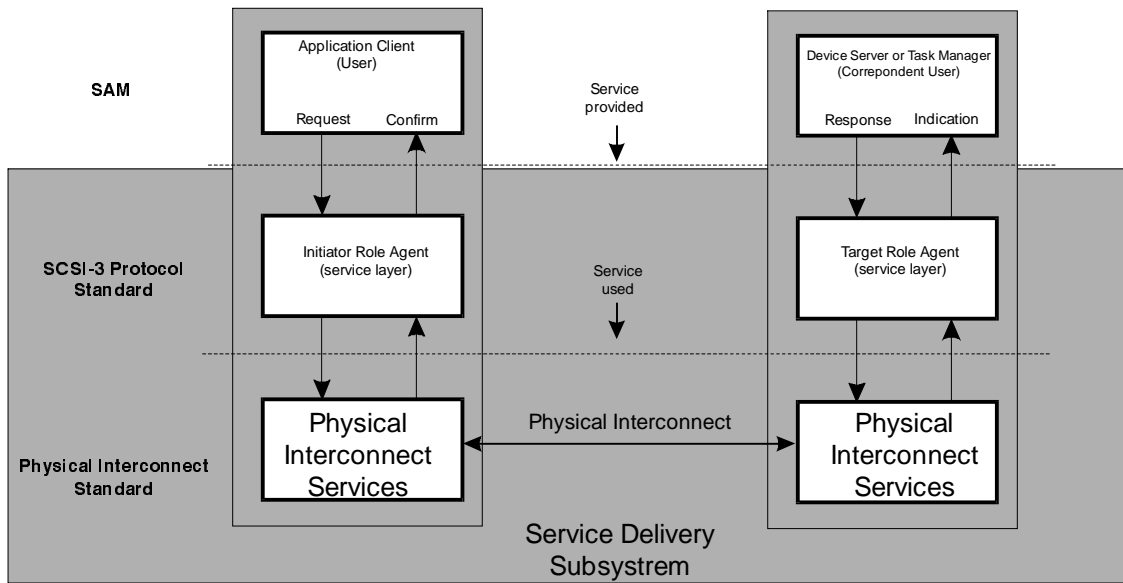 Application Client
(User)
Request
Confirm
Device Server or Task Manager
(Correpondent User)
Response
Indication
SAM
Service
provided
SCSI-3 Protocol
Standard
Initiator Role Agent
(service layer)
Service
used
Target Role Agent
(service layer)
Physical Interconnect
Standard
Physical
Interconnect
Services
Physical Interconnect
Physical
Interconnect
Services
Service Delivery
Subsystrem